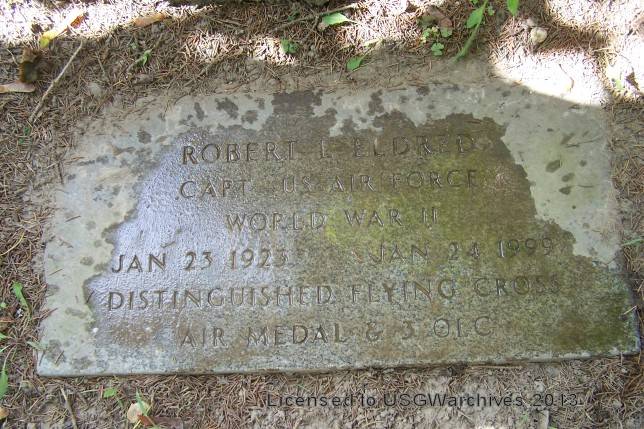 ROBERT L ELDRED
CAPT US AIR FORCE
WORLD WAR II
JAN 23 1923 JAN 24 1999
DISTINGUISHED FLYING CROSS
AIR MEDAL & 3 OLC
Licensed to USGWarchives 2013